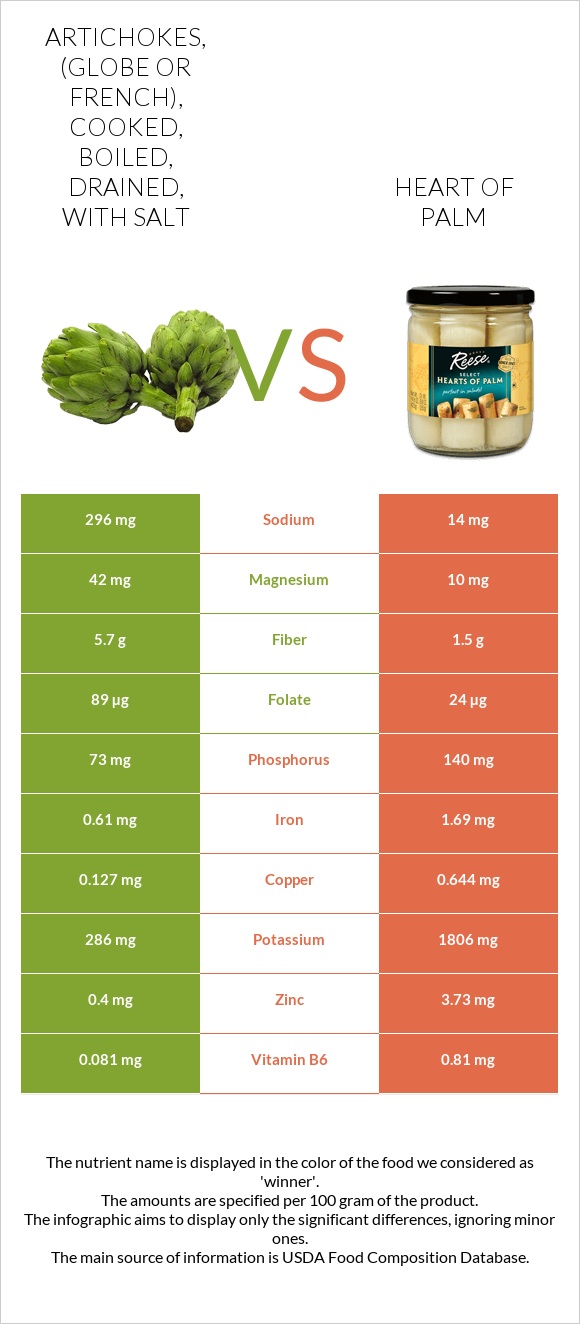 ARTICHOKES,
(GLOBE OR
FRENCH),
COOKED,
BOILED,
DRAINED,
WITH SALT
HEART OF
PALM
VS
Reese.
SELECT
HEARTS OF PALM
perfect in salads!
296 mg Sodium 14 mg
42 mg Magnesium 10 mg
5.7 g Fiber 1.5 g
89 µg Folate 24 µg
73 mg Phosphorus 140 mg
0.61 mg Iron 1.69 mg
0.127 mg Copper 0.644 mg
286 mg Potassium 1806 mg
0.4 mg Zinc 3.73 mg
0.081 mg Vitamin B6 0.81 mg
The nutrient name is displayed in the color of the food we considered as
'winner'.
The amounts are specified per 100 gram of the product.
The infographic aims to display only the significant differences, ignoring minor
ones.
The main source of information is USDA Food Composition Database.